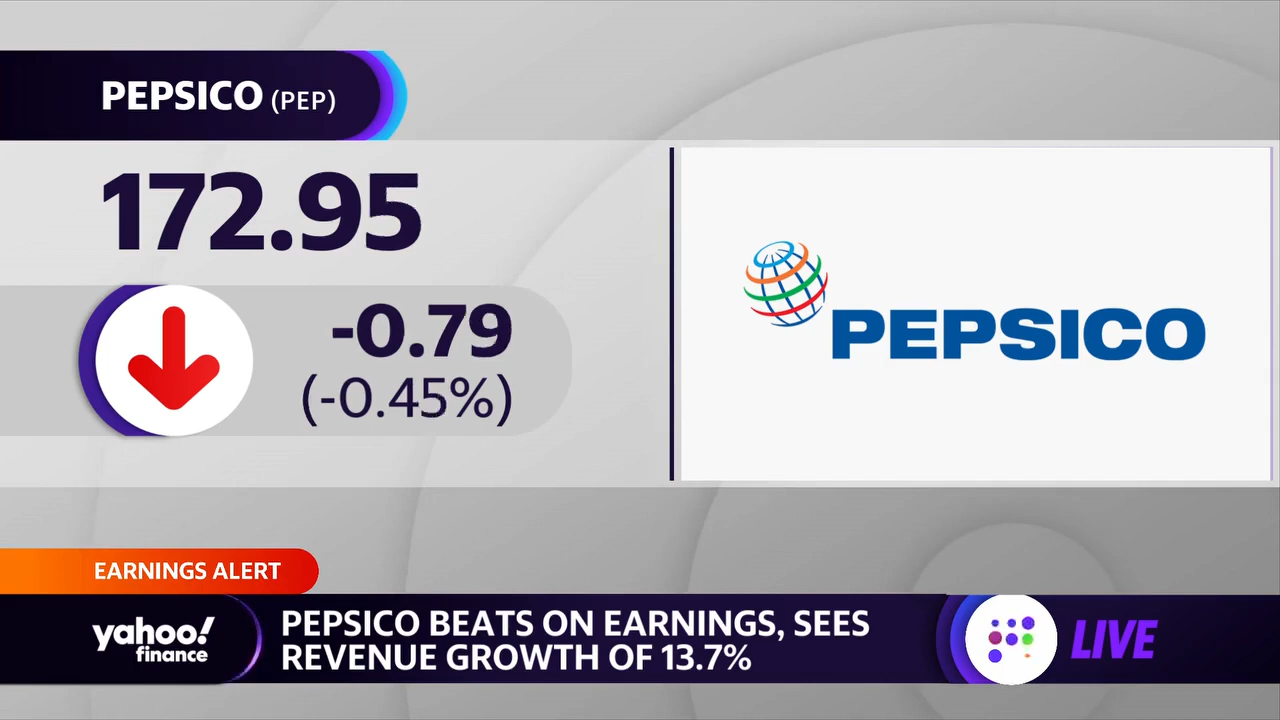 PEPSICO (PEP)
172.95
-0.79
(-0.45%)
PEPSICO
EARNINGS ALERT
yahoo!
finance
PEPSICO BEATS ON EARNINGS, SEES
REVENUE GROWTH OF 13.7%
LIVE